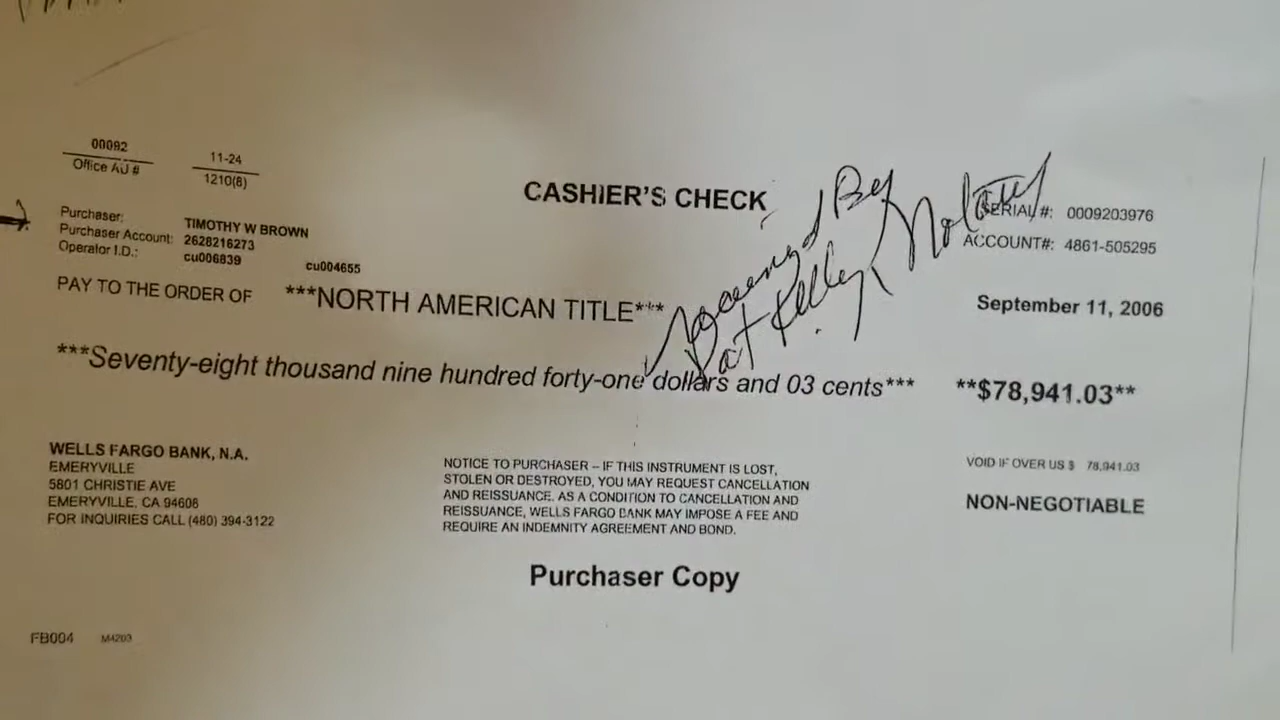 00092
Office AU #
11-24
1210(8)
CASHIER'S CHECK
SERIAL #: 0009203976
ACCOUNT#: 4861-505295
Purchaser: TIMOTHY W BROWN
Purchaser Account: 2628216273
Operator I.D.: cu006839 cu004655
PAY TO THE ORDER OF ***NORTH AMERICAN TITLE***
By
Pat Kelley, Notary
September 11, 2006
***Seventy-eight thousand nine hundred forty-one dollars and 03 cents*** **$78,941.03**
WELLS FARGO BANK, N.A.
EMERYVILLE
5801 CHRISTIE AVE
EMERYVILLE, CA 94608
FOR INQUIRIES CALL (480) 394-3122
NOTICE TO PURCHASER – IF THIS INSTRUMENT IS LOST,
STOLEN OR DESTROYED, YOU MAY REQUEST CANCELLATION
AND REISSUANCE. AS A CONDITION TO CANCELLATION AND
REISSUANCE, WELLS FARGO BANK MAY IMPOSE A FEE AND
REQUIRE AN INDEMNITY AGREEMENT AND BOND.
VOID IF OVER US $ 78,941.03
NON-NEGOTIABLE
Purchaser Copy
FB004 M4203